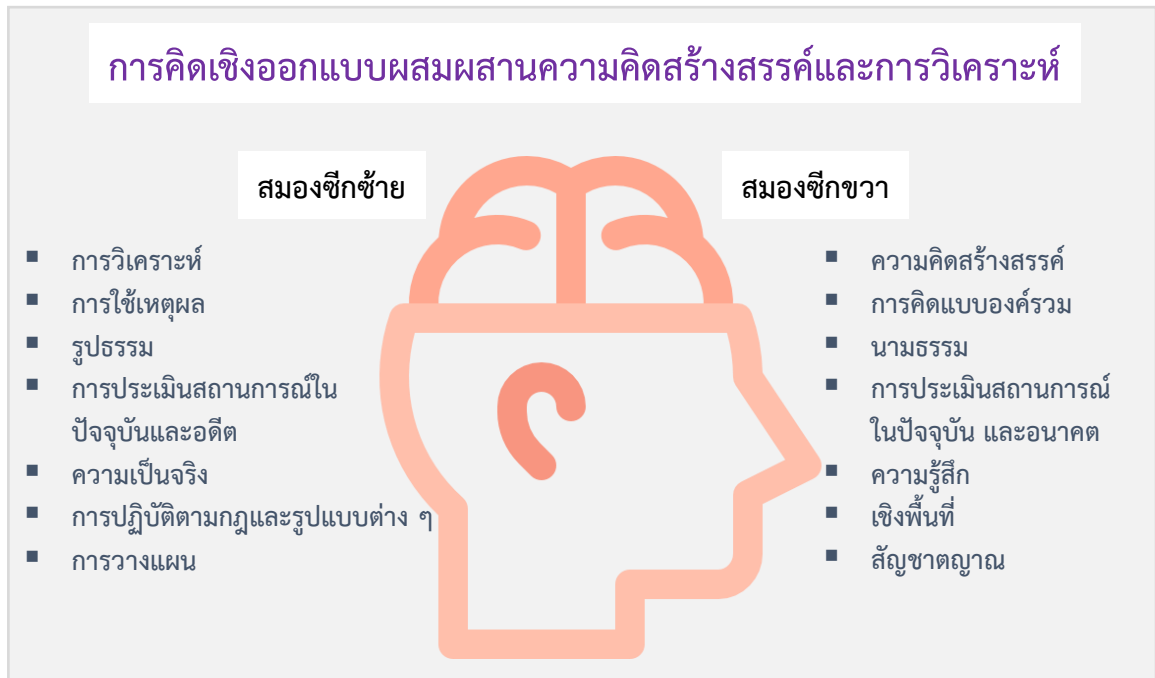 การคิดเชิงออกแบบผสมผสานความคิดสร้างสรรค์และการวิเคราะห์
สมองซีกซ้าย
▪ การวิเคราะห์
▪ การใช้เหตุผล
▪ รูปธรรม
▪ การประเมินสถานการณ์ใน
ปัจจุบันและอดีต
▪ ความเป็นจริง
▪ การปฏิบัติตามกฎและรูปแบบต่าง ๆ
▪ การวางแผน
สมองซีกขวา
▪ ความคิดสร้างสรรค์
▪ การคิดแบบองค์รวม
▪ นามธรรม
▪ การประเมินสถานการณ์
ในปัจจุบัน และอนาคต
▪ ความรู้สึก
▪ เชิงพื้นที่
▪ สัญชาตญาณ